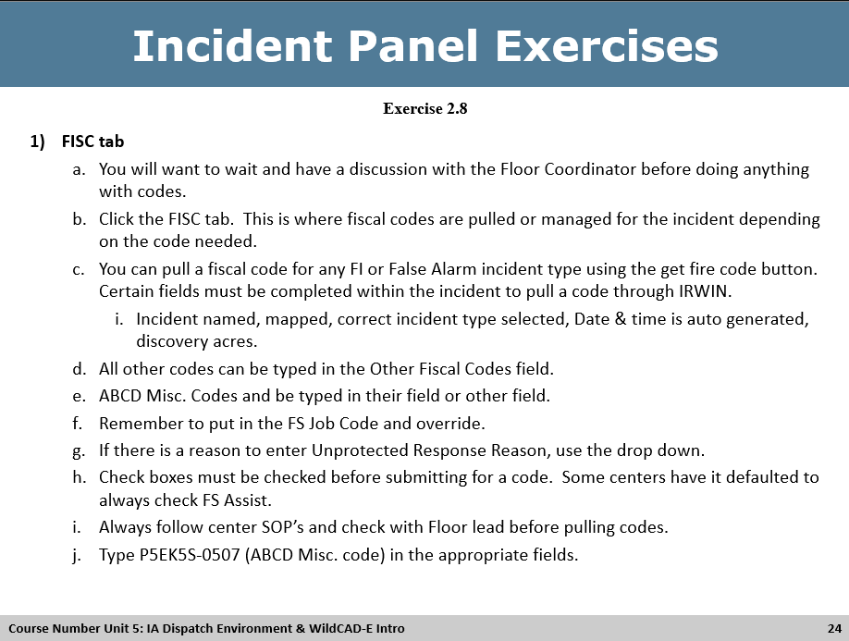 Incident Panel Exercises
Exercise 2.8
1) FISC tab
a. You will want to wait and have a discussion with the Floor Coordinator before doing anything
with codes.
b. Click the FISC tab.  This is where fiscal codes are pulled or managed for the incident depending
on the code needed.
c. You can pull a fiscal code for any FI or False Alarm incident type using the get fire code button.
Certain fields must be completed within the incident to pull a code through IRWIN.
i. Incident named, mapped, correct incident type selected, Date & time is auto generated,
discovery acres.
d. All other codes can be typed in the Other Fiscal Codes field.
e. ABCD Misc. Codes and be typed in their field or other field.
f. Remember to put in the FS Job Code and override.
g. If there is a reason to enter Unprotected Response Reason, use the drop down.
h. Check boxes must be checked before submitting for a code.  Some centers have it defaulted to
always check FS Assist.
i. Always follow center SOP’s and check with Floor lead before pulling codes.
j. Type P5EK5S-0507 (ABCD Misc. code) in the appropriate fields.
Course Number Unit 5: IA Dispatch Environment & WildCAD-E Intro 24